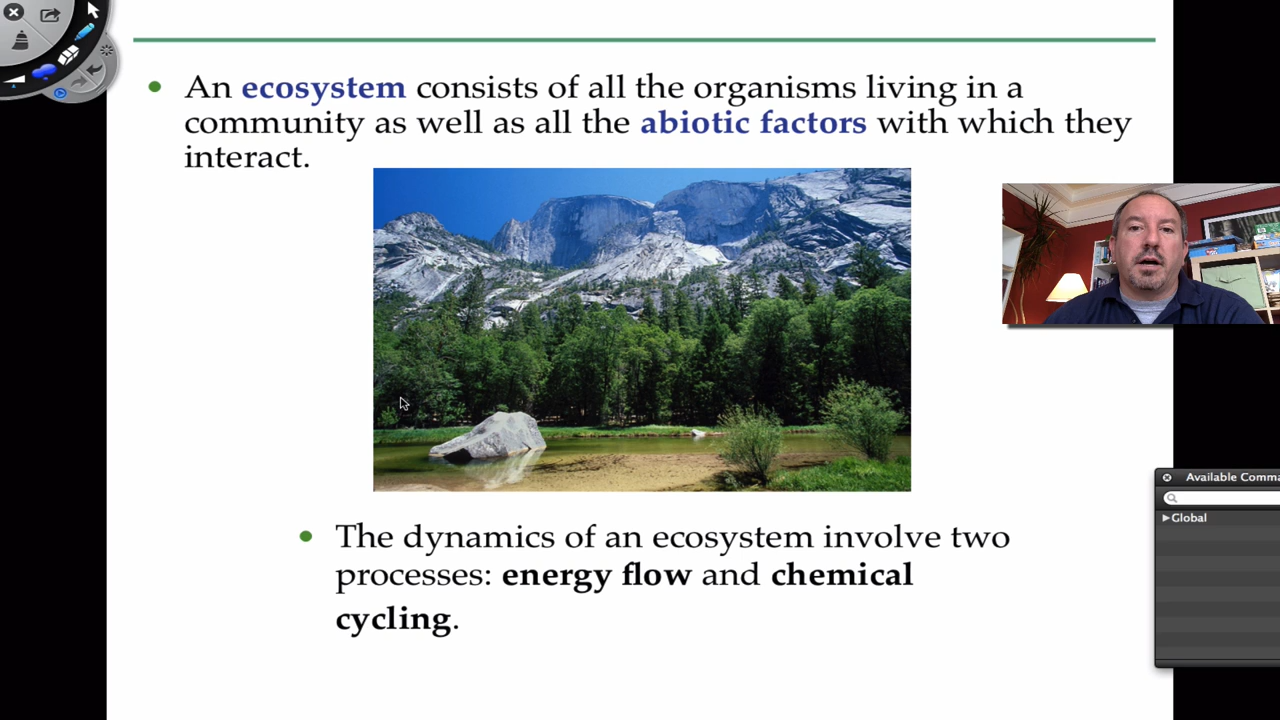 An ecosystem consists of all the organisms living in a
community as well as all the abiotic factors with which they
interact.
The dynamics of an ecosystem involve two
processes: energy flow and chemical
cycling.
Available Comma
Global